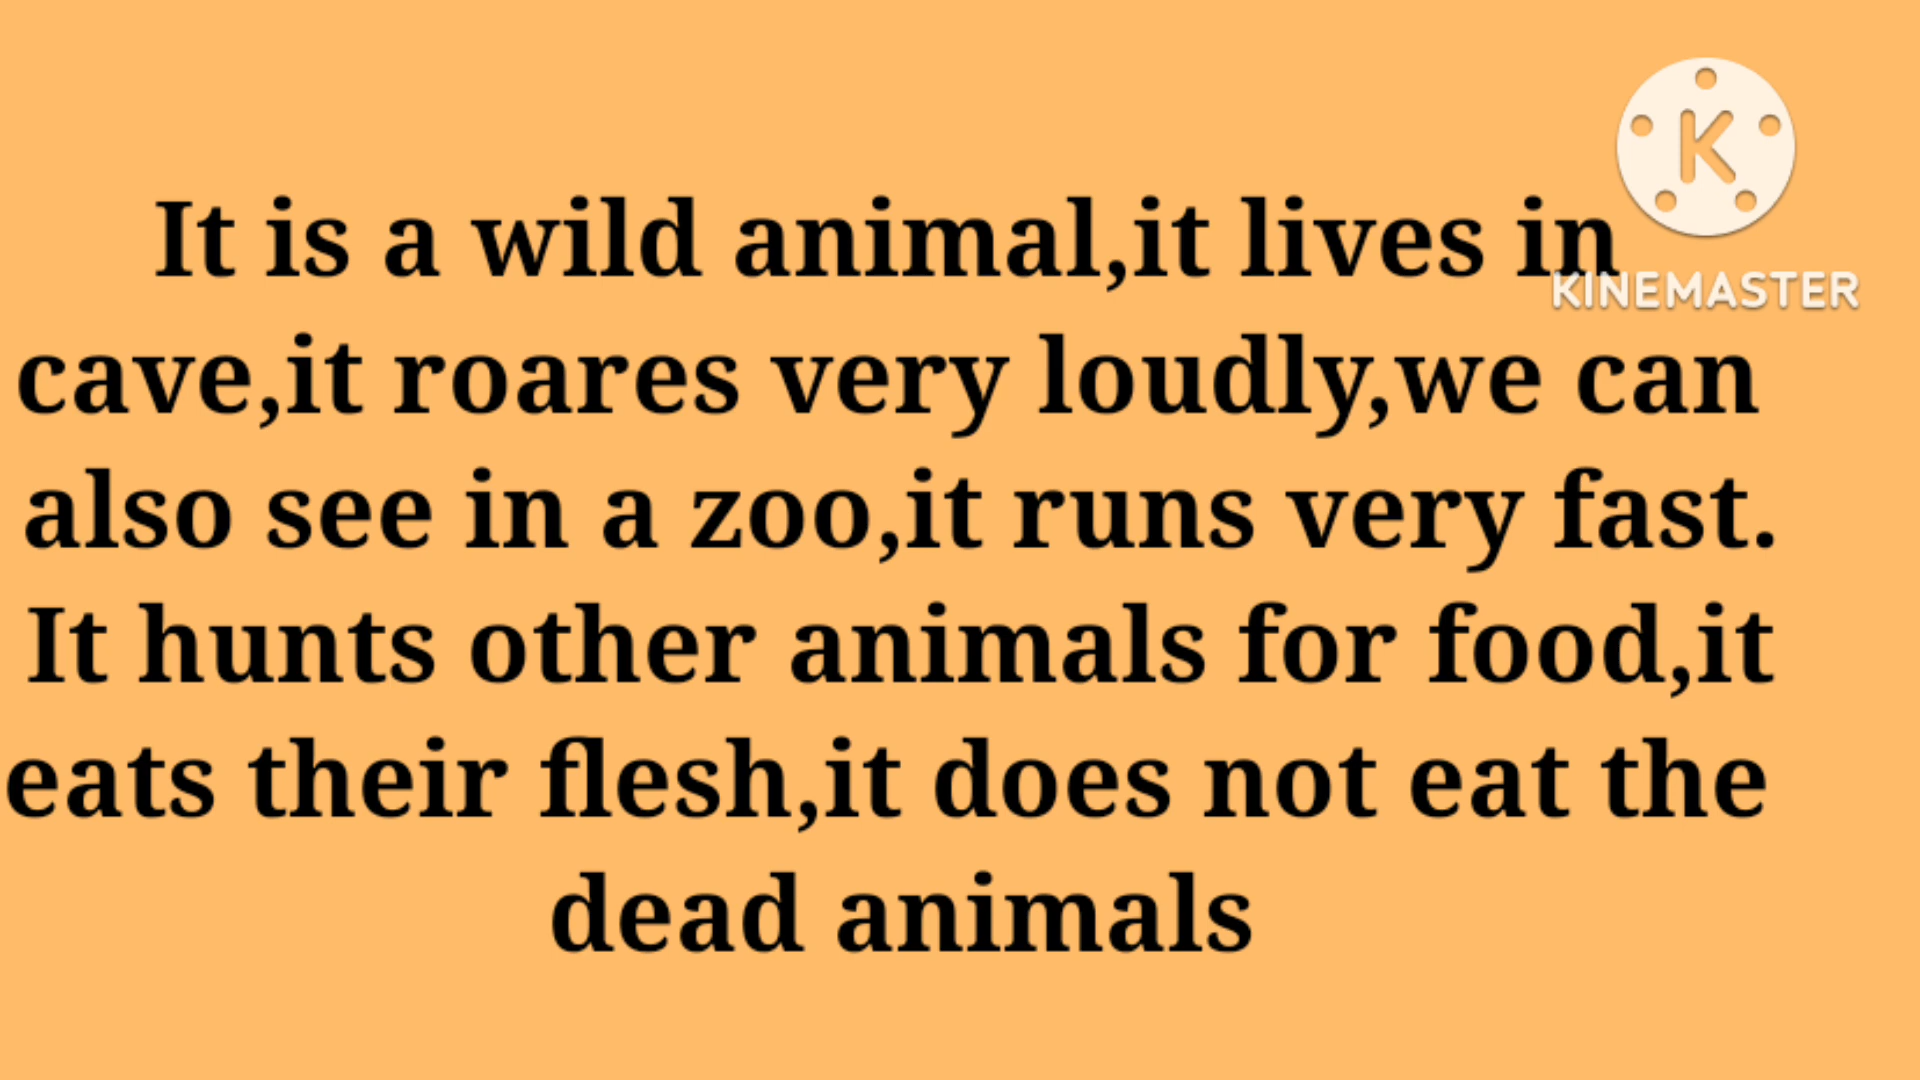 It is a wild animal,it lives in
KINEMASTER
cave,it roares very loudly,we can
also see in a zoo,it runs very fast.
It hunts other animals for food,it
eats their flesh,it does not eat the
dead animals